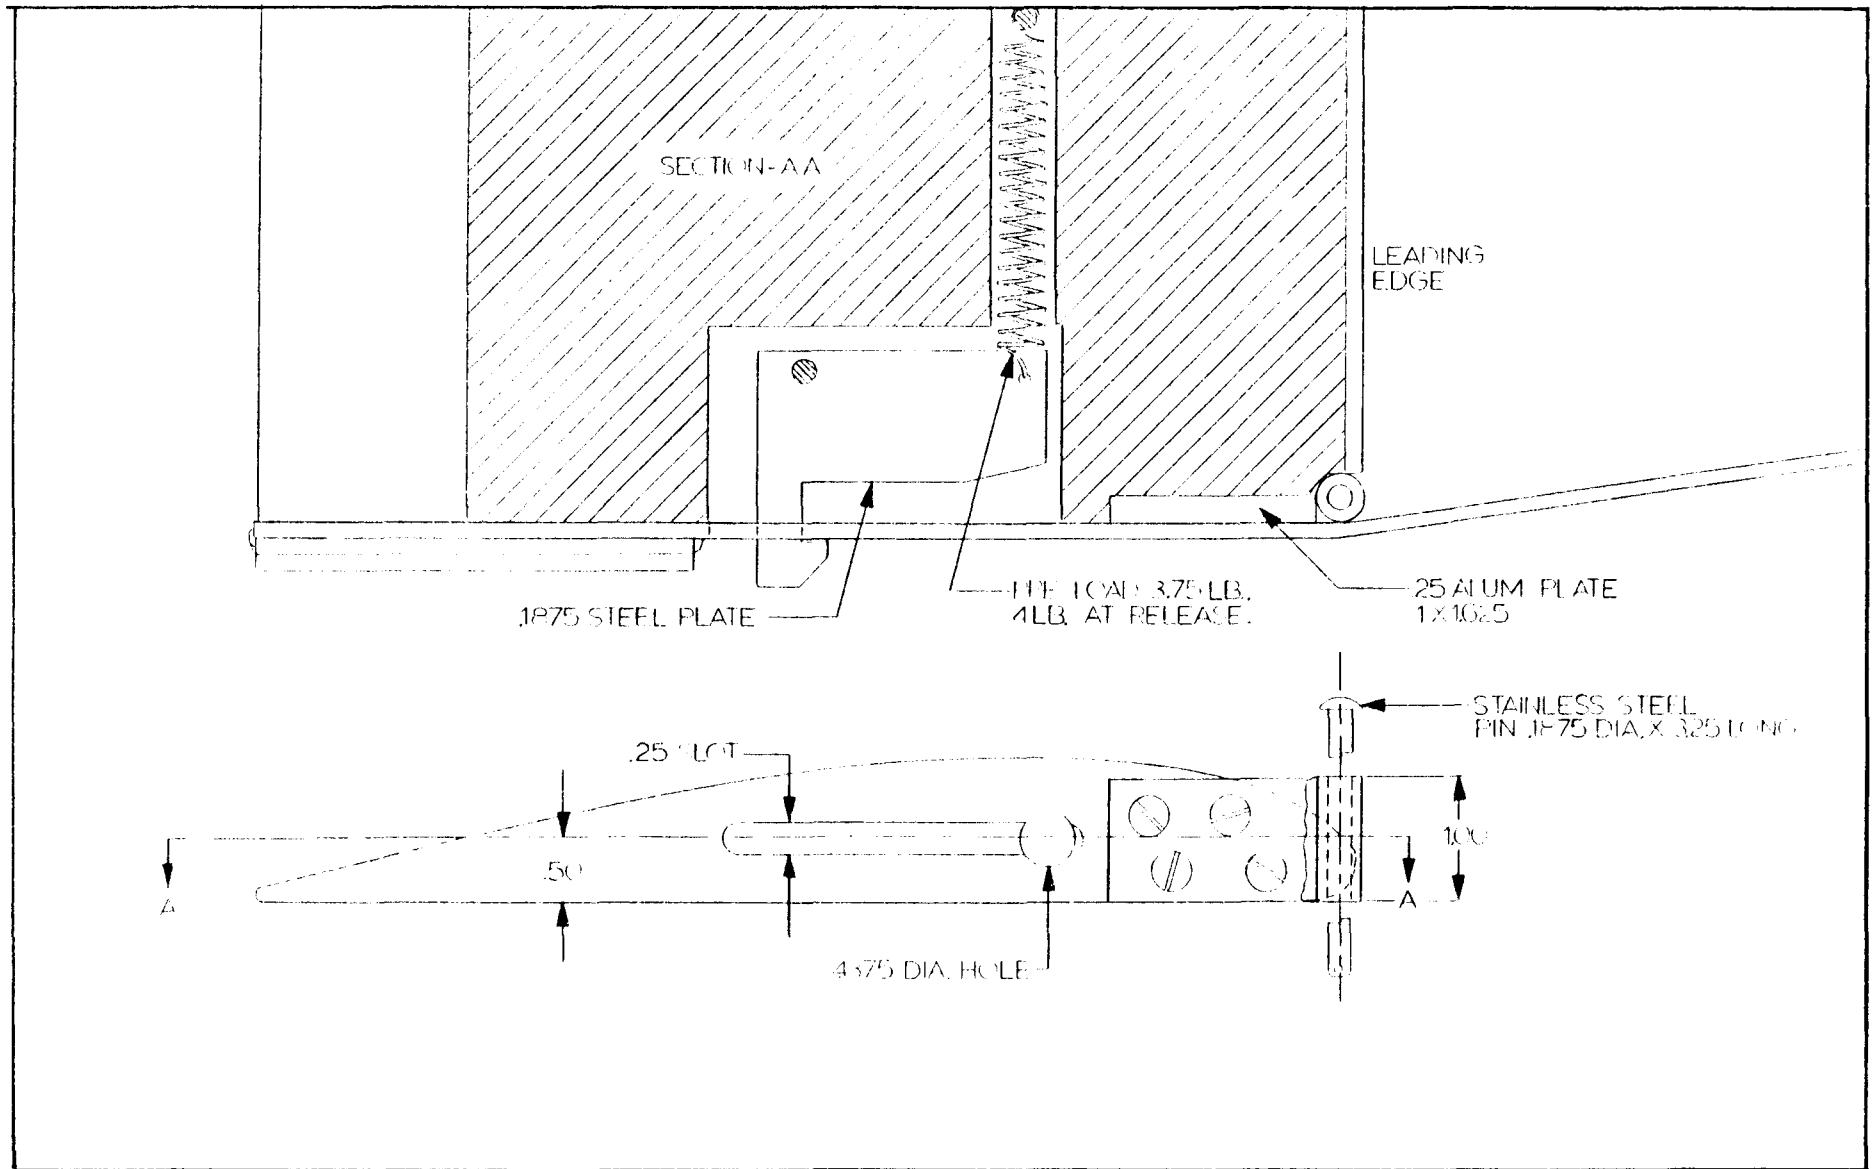 SECTION-AA
LEADING
EDGE
.1875 STEEL PLATE
PRE LOAD 3.75 LB.
4 LB. AT RELEASE.
.25 ALUM PLATE
1 X 1.625
STAINLESS STEEL
PIN .1875 DIA. X 3.25 LONG
.25 SLOT
.50
1.00
A
A
.4375 DIA. HOLE